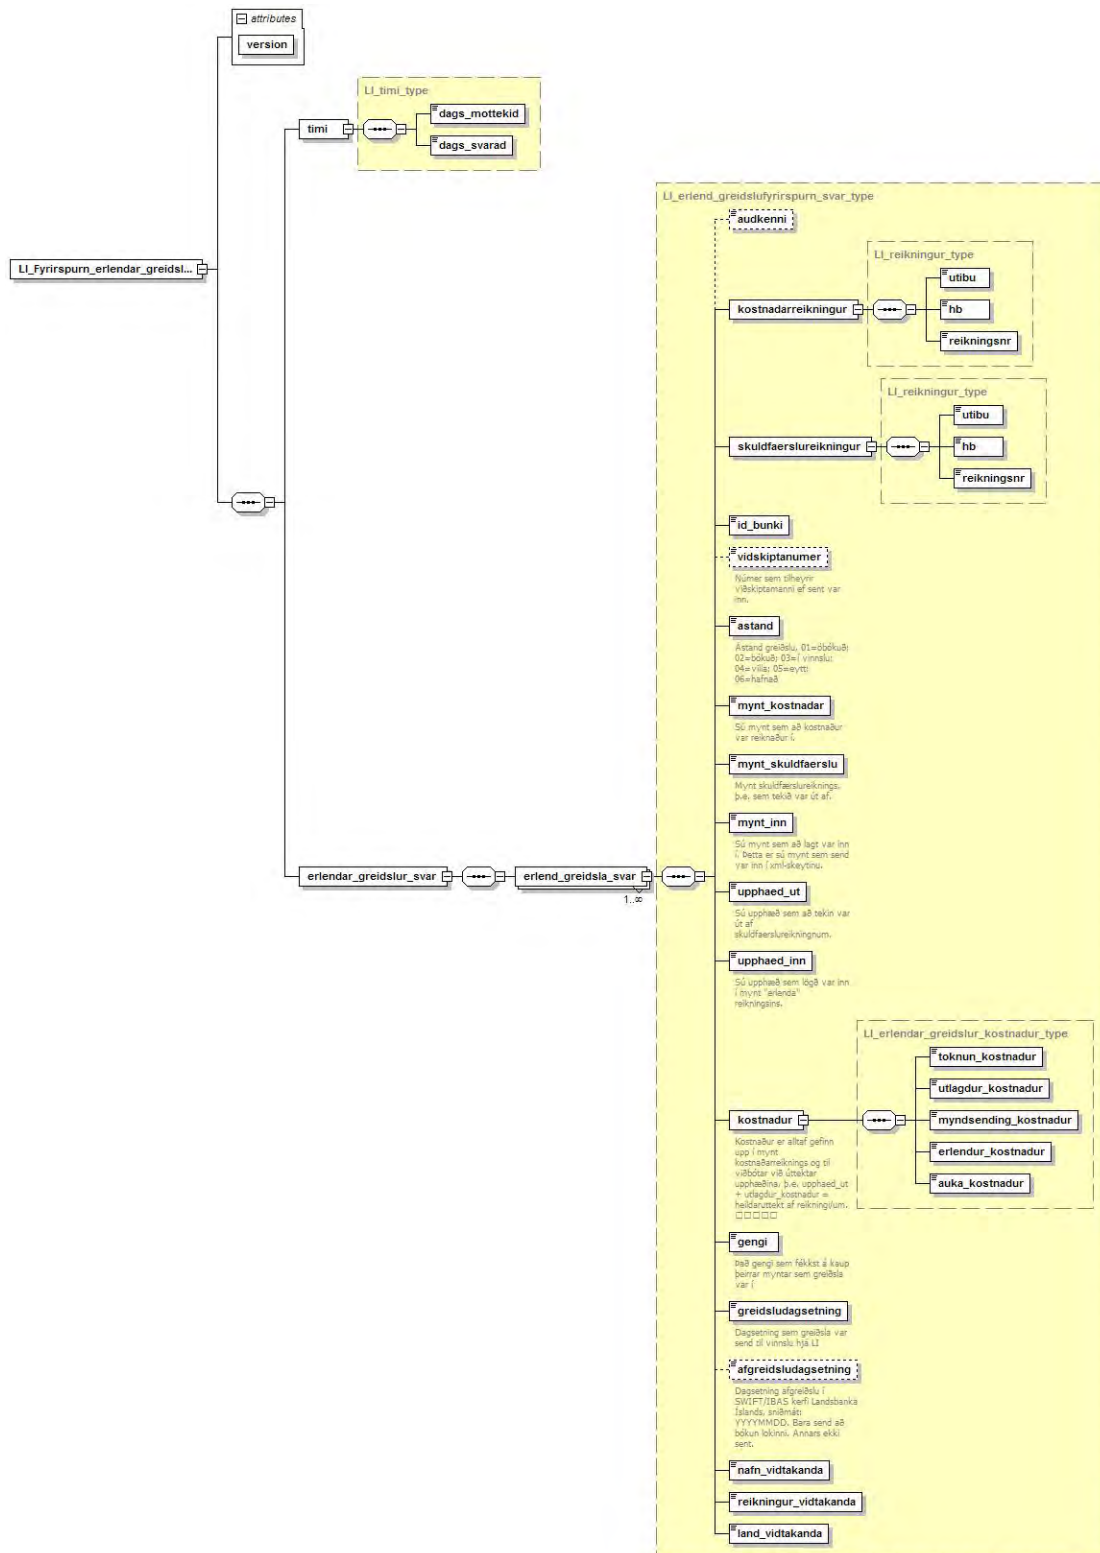 attributes
version
LI_timi_type
timi
dags_mottekid
dags_svarad
LI_Fyrirspurn_erlendar_greidsl...
LI_erlend_greidslufyrirspurn_svar_type
audkenni
LI_reikningur_type
kostnadarreikningur
utibu
hb
reikningsnr
LI_reikningur_type
skuldfaerslureikningur
utibu
hb
reikningsnr
id_bunki
vidskiptanumer
Númer sem tilheyrir
viðskiptamanni ef sent var
inn.
astand
Ástand greiðslu, 01=óbókuð;
02=bókuð; 03=í vinnslu;
04=villa; 05=eytt;
06=hafnað
mynt_kostnadar
Sú mynt sem að kostnaður
var reiknaður í.
mynt_skuldfaerslu
Mynt skuldfærslureiknings,
þ.e. sem tekið var út af.
mynt_inn
Sú mynt sem að lagt var inn
í. Þetta er sú mynt sem send
var inn í xml-skeytinu.
erlendar_greidslur_svar
erlend_greidsla_svar
1..∞
upphaed_ut
Sú upphæð sem að tekin var
út af
skuldfaerslureikningnum.
upphaed_inn
Sú upphæð sem lögð var inn
í mynt "erlenda"
reikningsins.
LI_erlendar_greidslur_kostnadur_type
kostnadur
toknun_kostnadur
utlagdur_kostnadur
myndsending_kostnadur
erlendur_kostnadur
auka_kostnadur
Kostnaður er alltaf gefinn
upp í mynt
kostnaðarreiknings og til
viðbótar við úttektar
upphæðina, þ.e. upphaed_ut
+ utlagdur_kostnadur =
heildaruttekt af reikningi/um.
□□□□□
gengi
Það gengi sem fékkst á kaup
þeirrar myntar sem greiðsla
var í
greidsludagsetning
Dagsetning sem greiðsla var
send til vinnslu hjá LI
afgreidsludagsetning
Dagsetning afgreiðslu í
SWIFT/IBAS kerfi Landsbanka
Íslands, sniðmát:
YYYYMMDD. Bara send að
bókun lokinni. Annars ekki
sent.
nafn_vidtakanda
reikningur_vidtakanda
land_vidtakanda